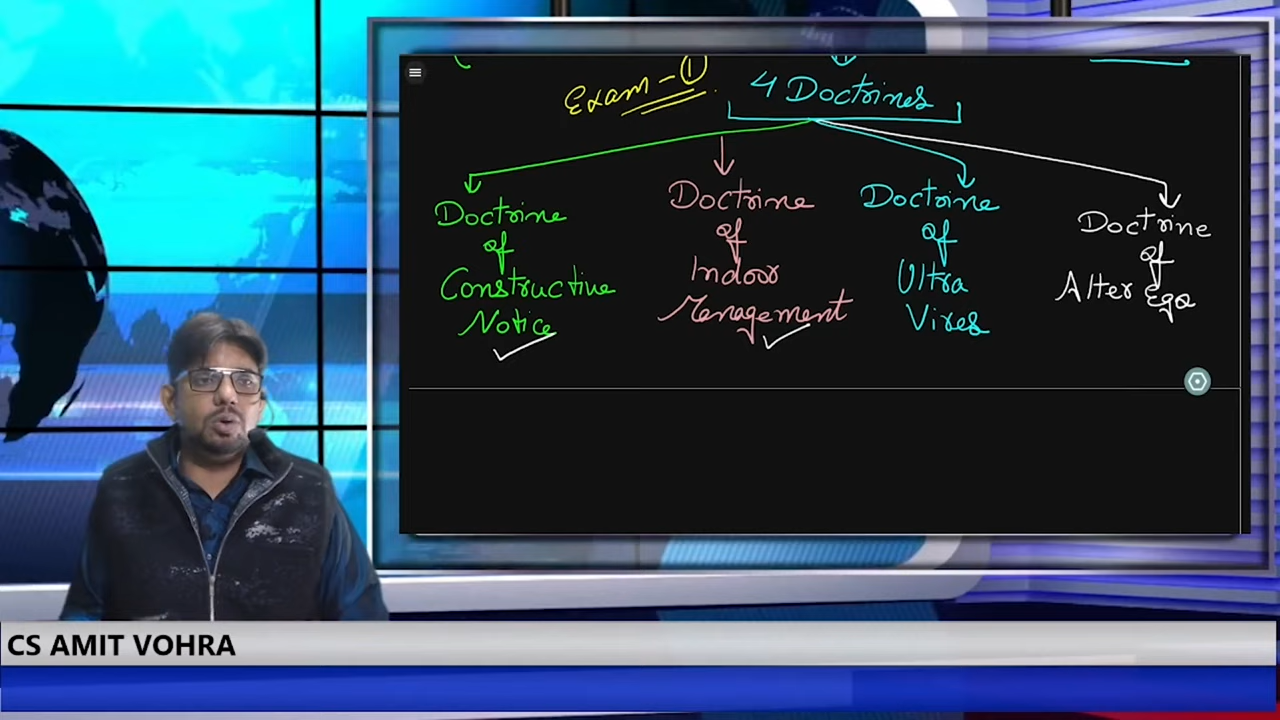 Exam - ①
4 Doctrines
Doctrine
of
Constructive
Notice
Doctrine
of
Indoor
Management
Doctrine
of
Ultra
Vires
Doctrine
of
Alter Ego
CS AMIT VOHRA